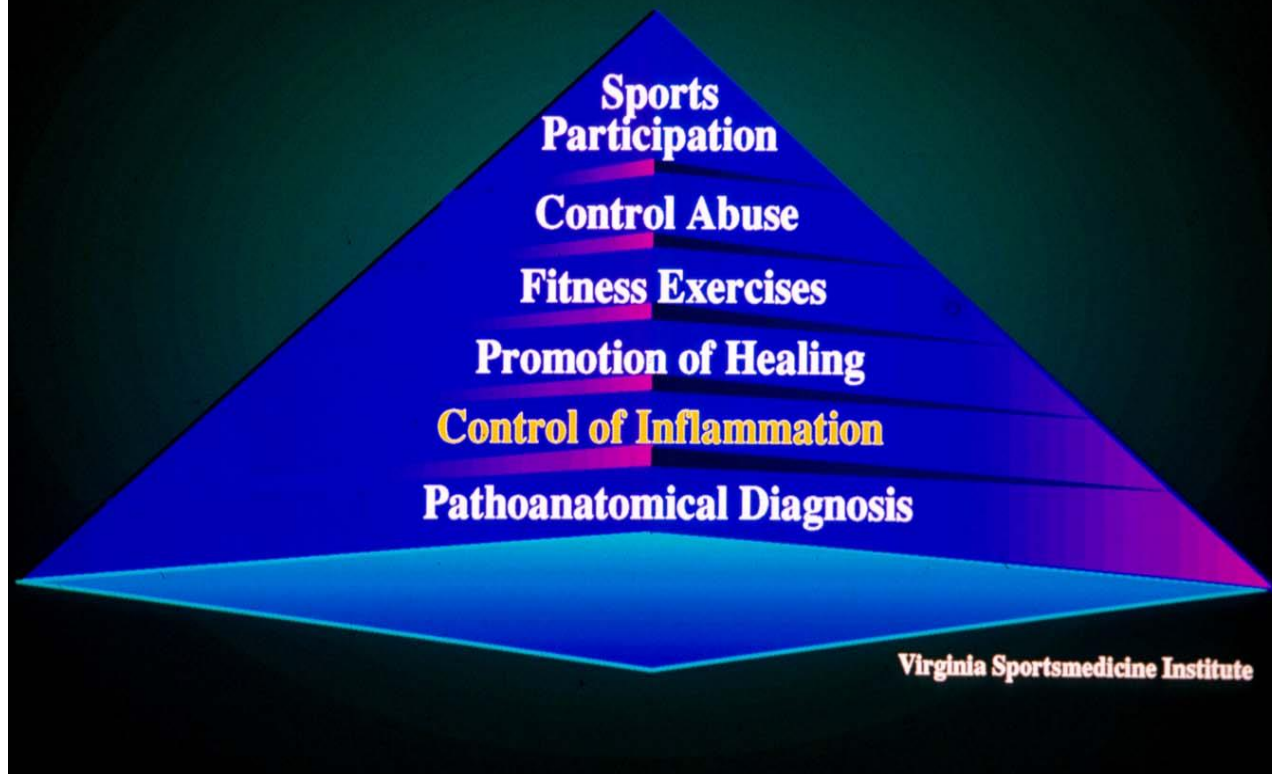 Sports
Participation
Control Abuse
Fitness Exercises
Promotion of Healing
Control of Inflammation
Pathoanatomical Diagnosis
Virginia Sportsmedicine Institute